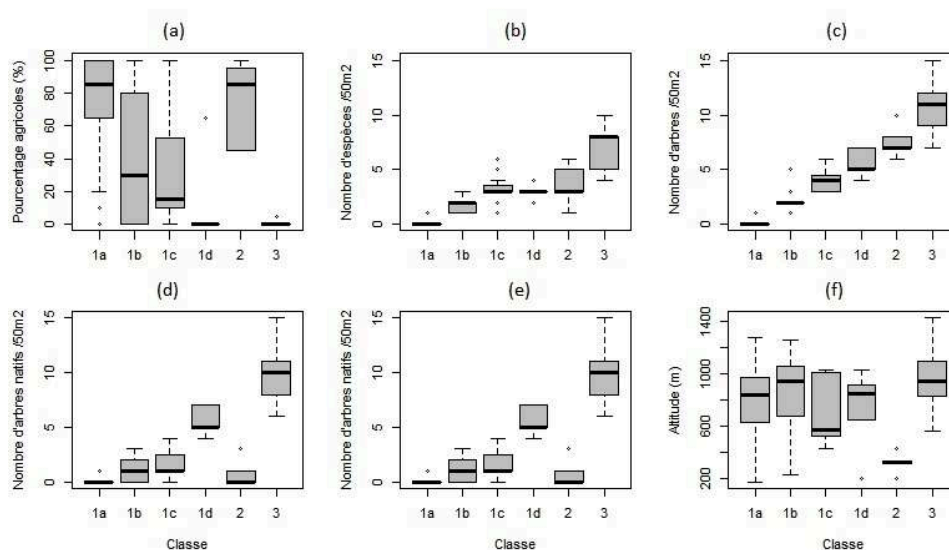 (a)
(b)
(c)
Pourcentage agricoles (%)
100
80
60
40
20
0
1a 1b 1c 1d 2 3
Nombre d'espèces /50m2
15
10
5
0
1a 1b 1c 1d 2 3
Nombre d'arbres /50m2
15
10
5
0
1a 1b 1c 1d 2 3
(d)
(e)
(f)
Nombre d'arbres natifs /50m2
15
10
5
0
1a 1b 1c 1d 2 3
Classe
Nombre d'arbres natifs /50m2
15
10
5
0
1a 1b 1c 1d 2 3
Classe
Altitude (m)
1400
1000
600
200
1a 1b 1c 1d 2 3
Classe